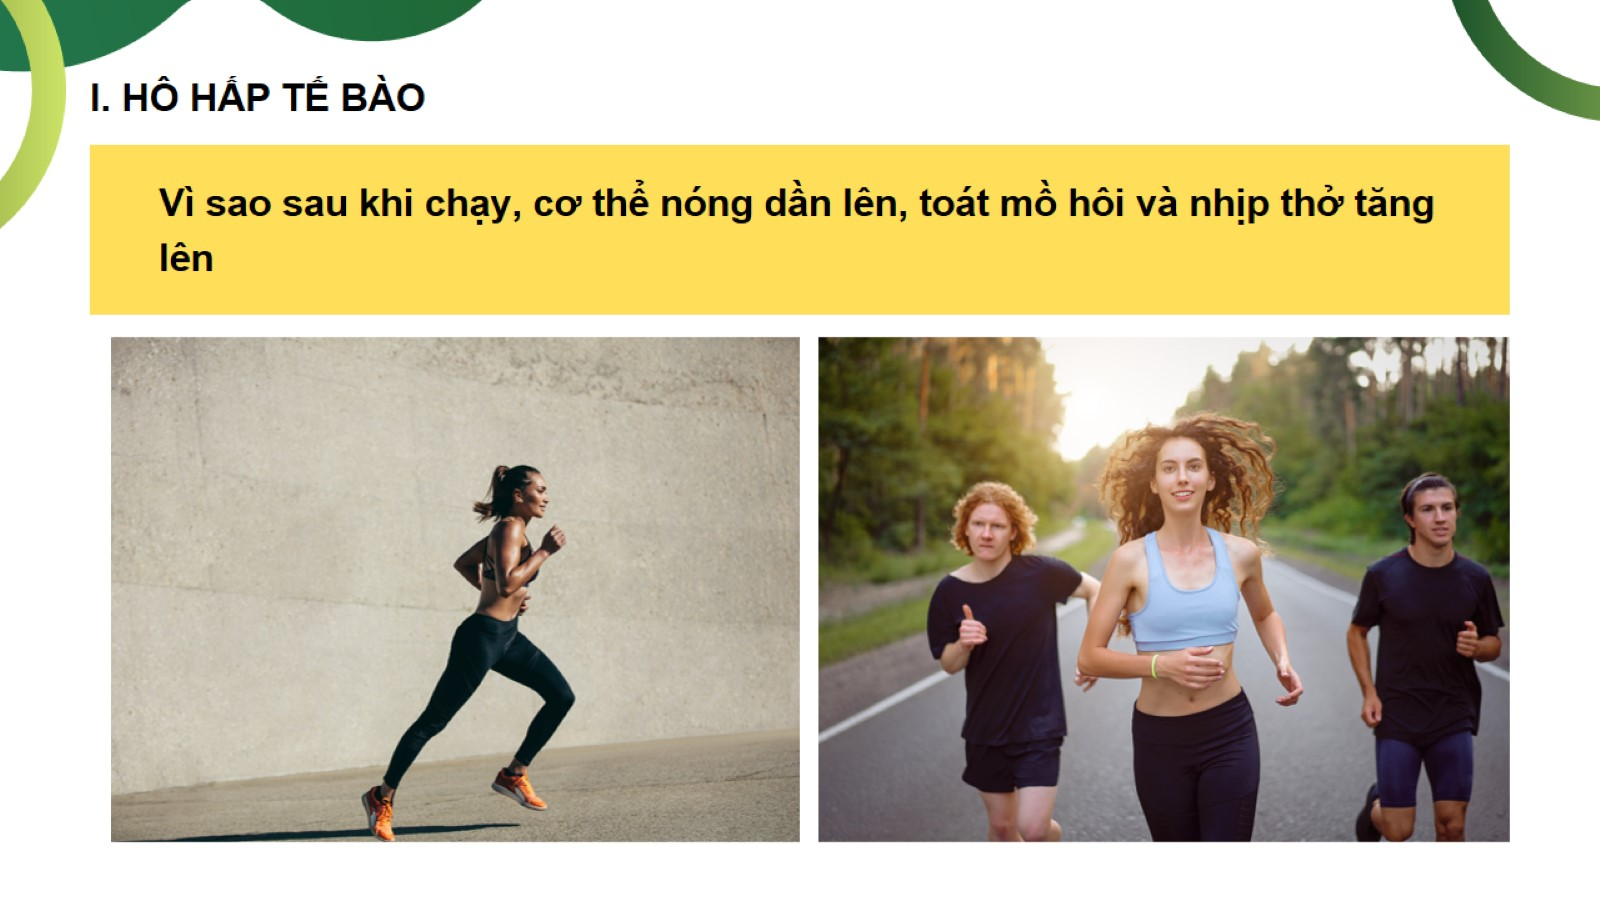 I. HÔ HẤP TẾ BÀO
Vì sao sau khi chạy, cơ thể nóng dần lên, toát mồ hôi và nhịp thở tăng
lên